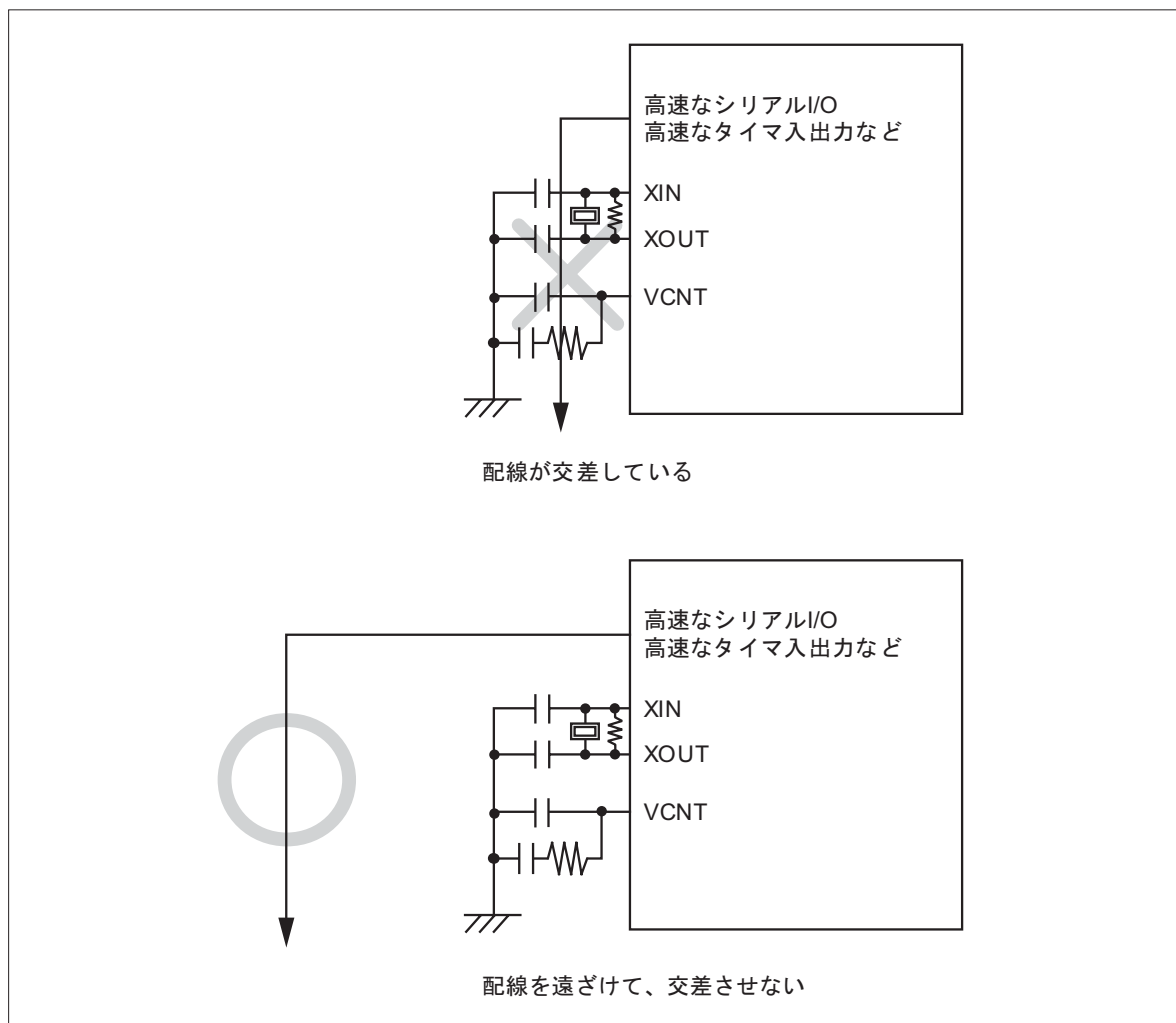 高速なシリアルI/O
高速なタイマ入出力など
XIN
XOUT
VCNT
配線が交差している
高速なシリアルI/O
高速なタイマ入出力など
XIN
XOUT
VCNT
配線を遠ざけて、交差させない